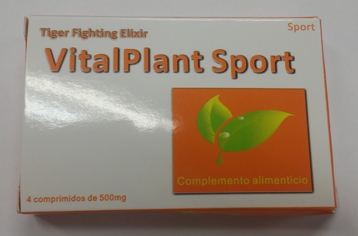 Tiger Fighting Elixir
Sport
VitalPlant Sport
Complemento alimenticio
4 comprimidos de 500mg